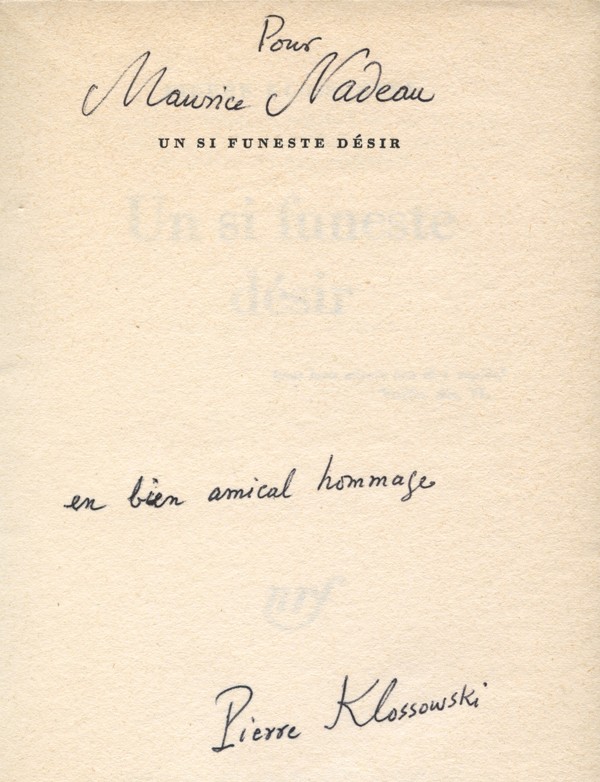 Pour
Maurice Nadeau
UN SI FUNESTE DÉSIR
Un si funeste
désir
en bien amical hommage
nrf
Pierre Klossowski